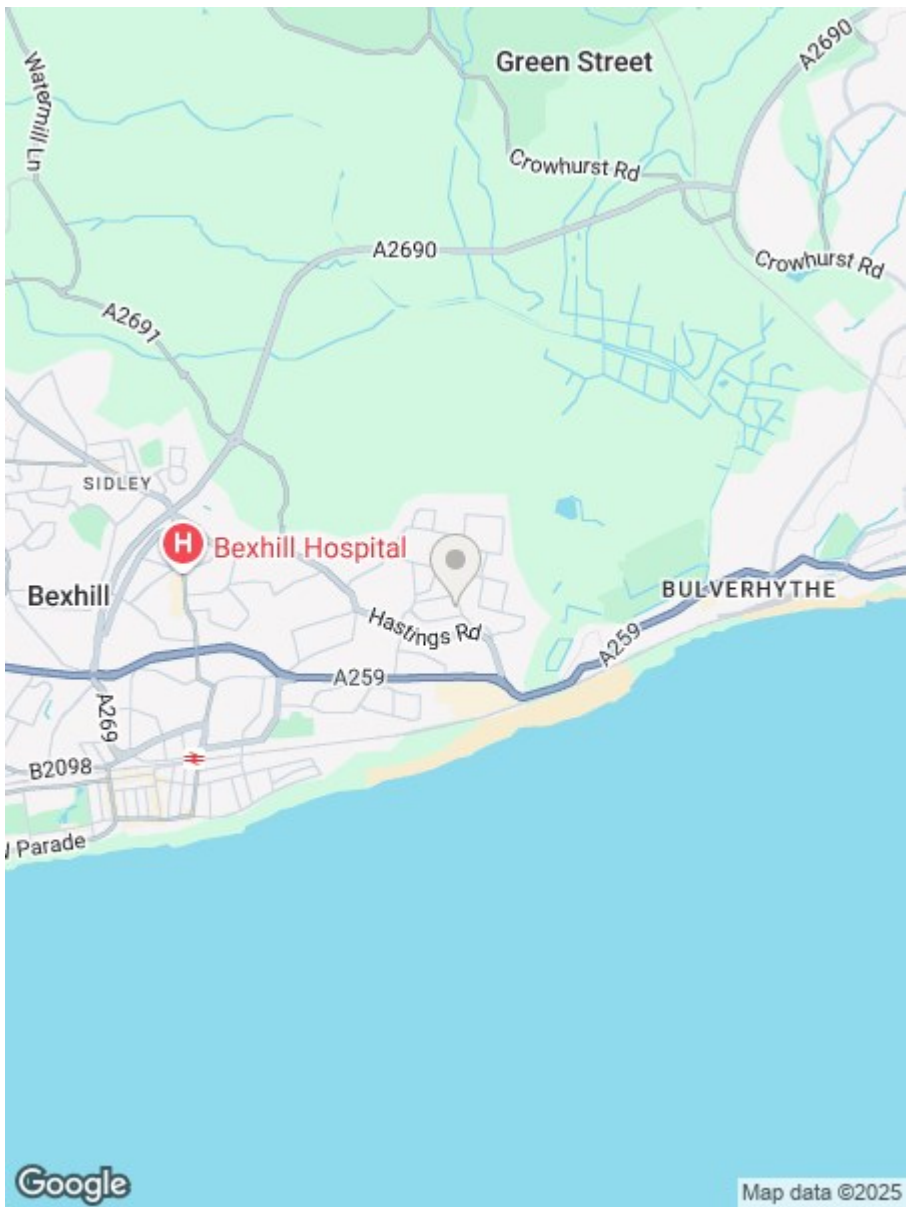 Green Street
A2690
Watermill Ln
Crowhurst Rd
A2690
Crowhurst Rd
A2691
SIDLEY
H
Bexhill Hospital
Bexhill
BULVERHYTHE
Hastings Rd
A259
A259
A269
B2098
Parade
Google
Map data ©2025